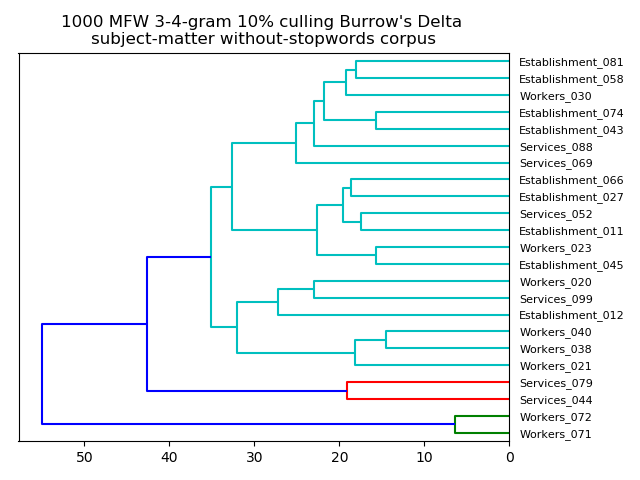 1000 MFW 3-4-gram 10% culling Burrow's Delta
subject-matter without-stopwords corpus
Establishment_081
Establishment_058
Workers_030
Establishment_074
Establishment_043
Services_088
Services_069
Establishment_066
Establishment_027
Services_052
Establishment_011
Workers_023
Establishment_045
Workers_020
Services_099
Establishment_012
Workers_040
Workers_038
Workers_021
Services_079
Services_044
Workers_072
Workers_071
50 40 30 20 10 0